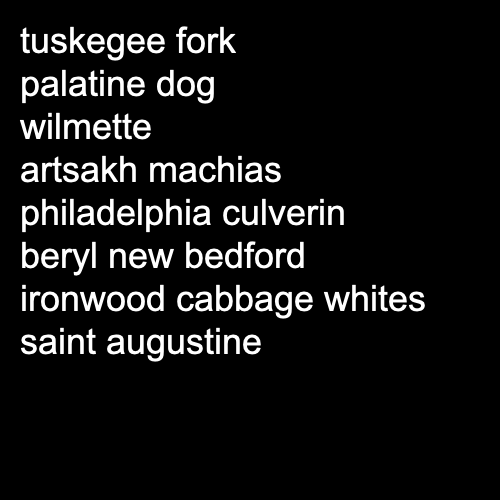 tuskegee fork
palatine dog
wilmette
artsakh machias
philadelphia culverin
beryl new bedford
ironwood cabbage whites
saint augustine